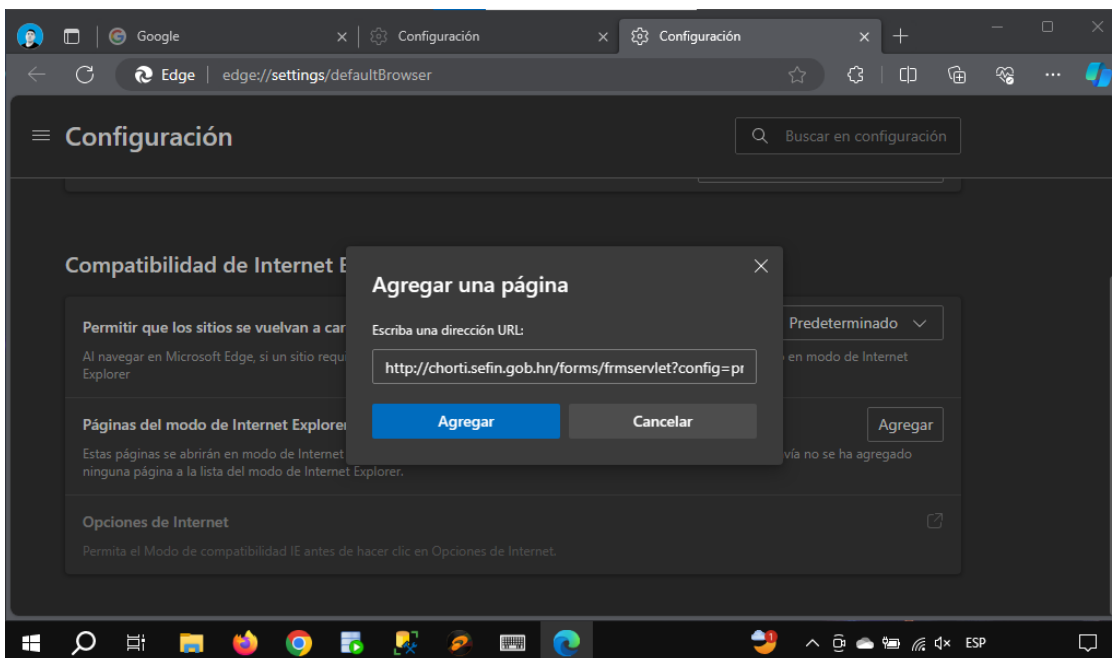 Google
Configuración
Configuración
Edge
edge://settings/defaultBrowser
Configuración
Buscar en configuración
Compatibilidad de Internet E
Agregar una página
Permitir que los sitios se vuelvan a car
Escriba una dirección URL:
Predeterminado
Al navegar en Microsoft Edge, si un sitio requi
en modo de Internet
Explorer
http://chorti.sefin.gob.hn/forms/frmservlet?config=pr
Agregar
Cancelar
Páginas del modo de Internet Explorer
Agregar
Estas páginas se abrirán en modo de Internet
vía no se ha agregado
ninguna página a la lista del modo de Internet Explorer.
Opciones de Internet
Permita el Modo de compatibilidad IE antes de hacer clic en Opciones de Internet.
1
ESP